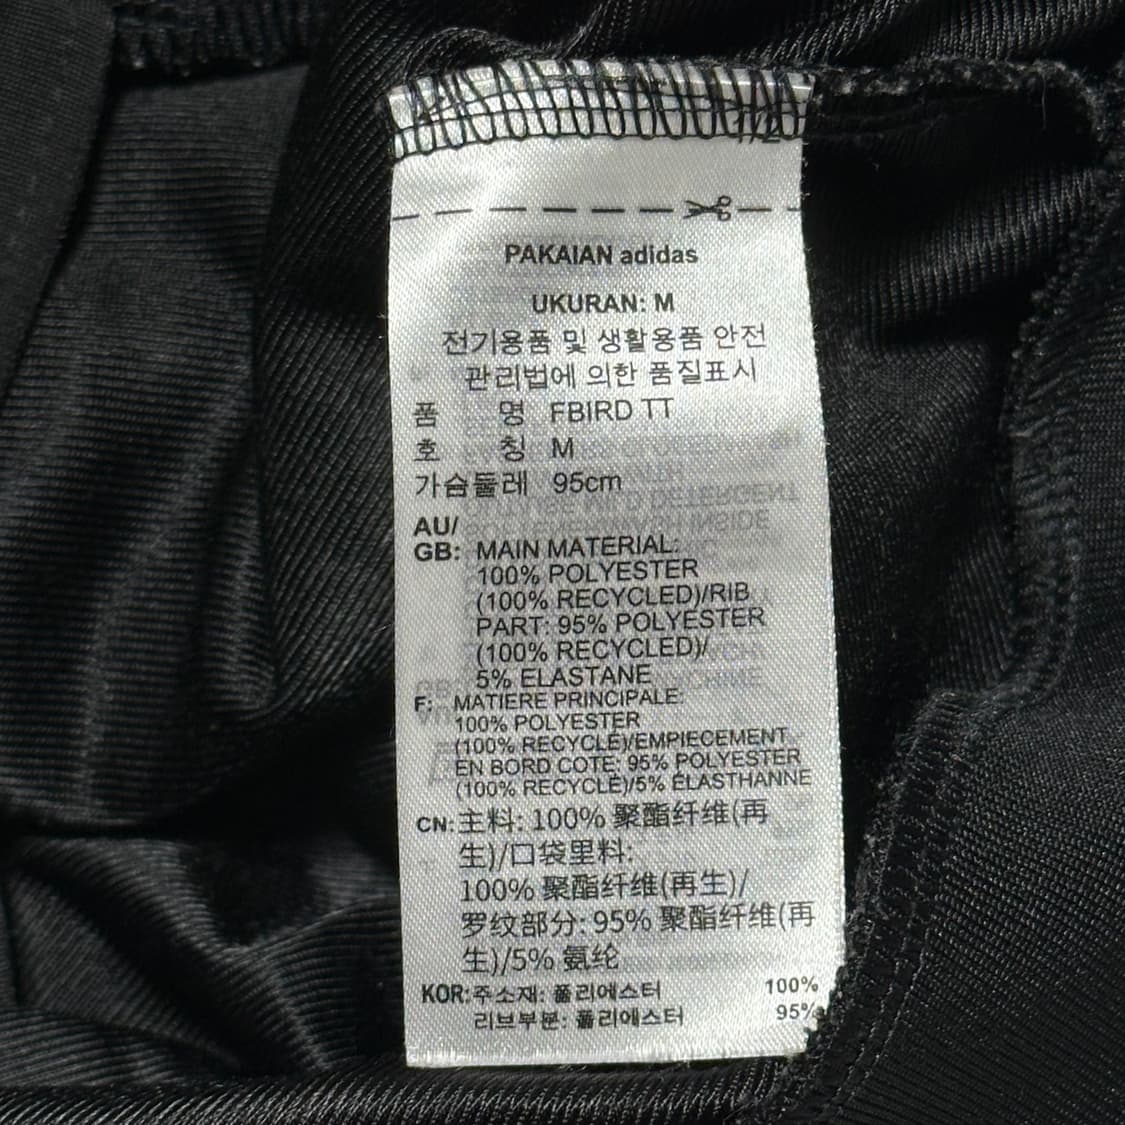 1/2
PAKAIAN adidas
UKURAN: M
전기용품 및 생활용품 안전
관리법에 의한 품질표시
품 명 FBIRD TT
호 칭 M
가슴둘레 95cm
AU/
GB: MAIN MATERIAL:
100% POLYESTER
(100% RECYCLED)/RIB
PART: 95% POLYESTER
(100% RECYCLED)/
5% ELASTANE
F: MATIERE PRINCIPALE:
100% POLYESTER
(100% RECYCLÉ)/EMPIECEMENT
EN BORD COTE: 95% POLYESTER
(100% RECYCLÉ)/5% ÉLASTHANNE
CN:主料: 100% 聚酯纤维(再
生)/口袋里料:
100% 聚酯纤维(再生)/
罗纹部分: 95% 聚酯纤维(再
生)/5% 氨纶
KOR:주소재: 폴리에스터 100%
리브부분: 폴리에스터 95%